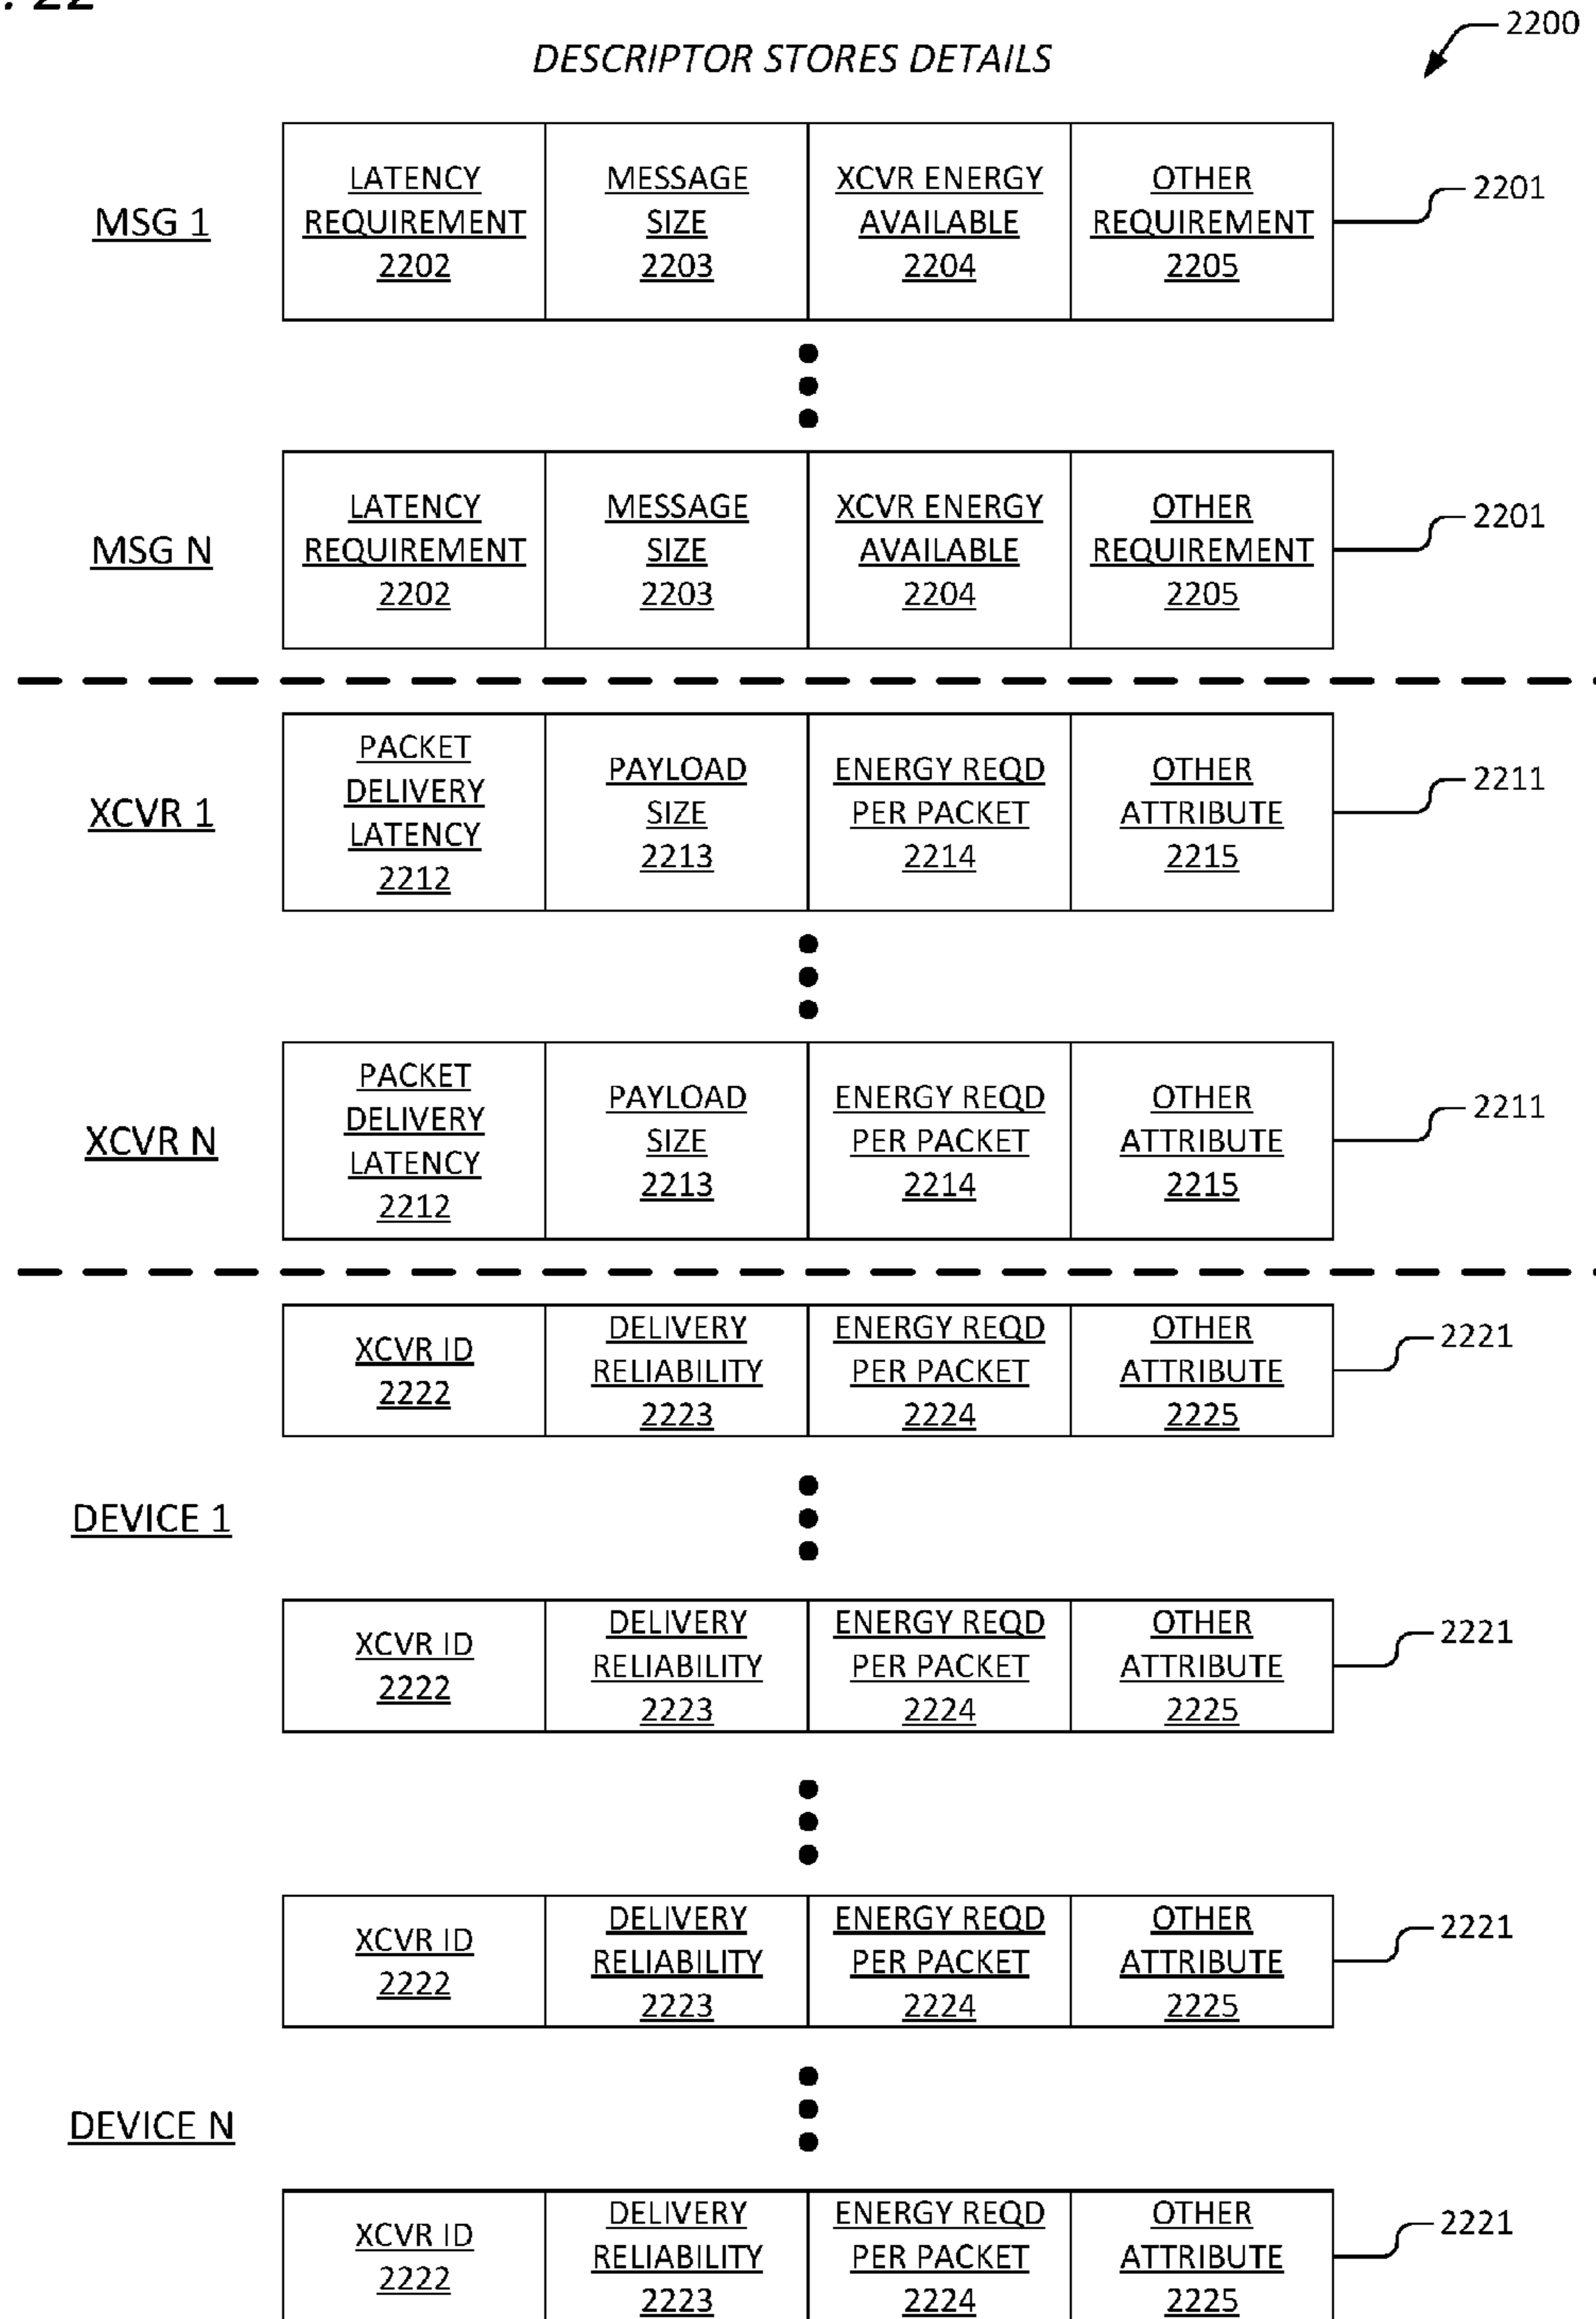 . 22
2200
DESCRIPTOR STORES DETAILS
MSG 1
LATENCY
REQUIREMENT
2202
MESSAGE
SIZE
2203
XCVR ENERGY
AVAILABLE
2204
OTHER
REQUIREMENT
2205
2201
MSG N
LATENCY
REQUIREMENT
2202
MESSAGE
SIZE
2203
XCVR ENERGY
AVAILABLE
2204
OTHER
REQUIREMENT
2205
2201
XCVR 1
PACKET
DELIVERY
LATENCY
2212
PAYLOAD
SIZE
2213
ENERGY REQD
PER PACKET
2214
OTHER
ATTRIBUTE
2215
2211
XCVR N
PACKET
DELIVERY
LATENCY
2212
PAYLOAD
SIZE
2213
ENERGY REQD
PER PACKET
2214
OTHER
ATTRIBUTE
2215
2211
XCVR ID
2222
DELIVERY
RELIABILITY
2223
ENERGY REQD
PER PACKET
2224
OTHER
ATTRIBUTE
2225
2221
DEVICE 1
XCVR ID
2222
DELIVERY
RELIABILITY
2223
ENERGY REQD
PER PACKET
2224
OTHER
ATTRIBUTE
2225
2221
XCVR ID
2222
DELIVERY
RELIABILITY
2223
ENERGY REQD
PER PACKET
2224
OTHER
ATTRIBUTE
2225
2221
DEVICE N
XCVR ID
2222
DELIVERY
RELIABILITY
2223
ENERGY REQD
PER PACKET
2224
OTHER
ATTRIBUTE
2225
2221